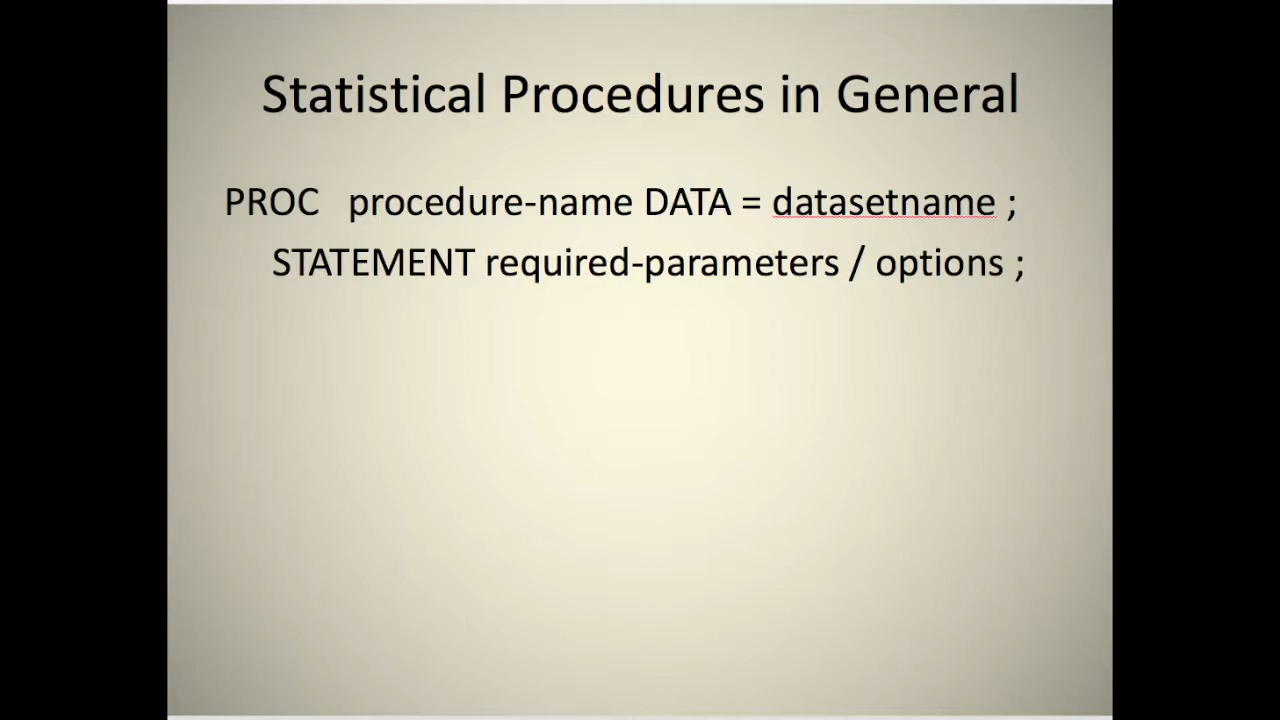 Statistical Procedures in General
PROC procedure-name DATA = datasetname ;
STATEMENT required-parameters / options ;